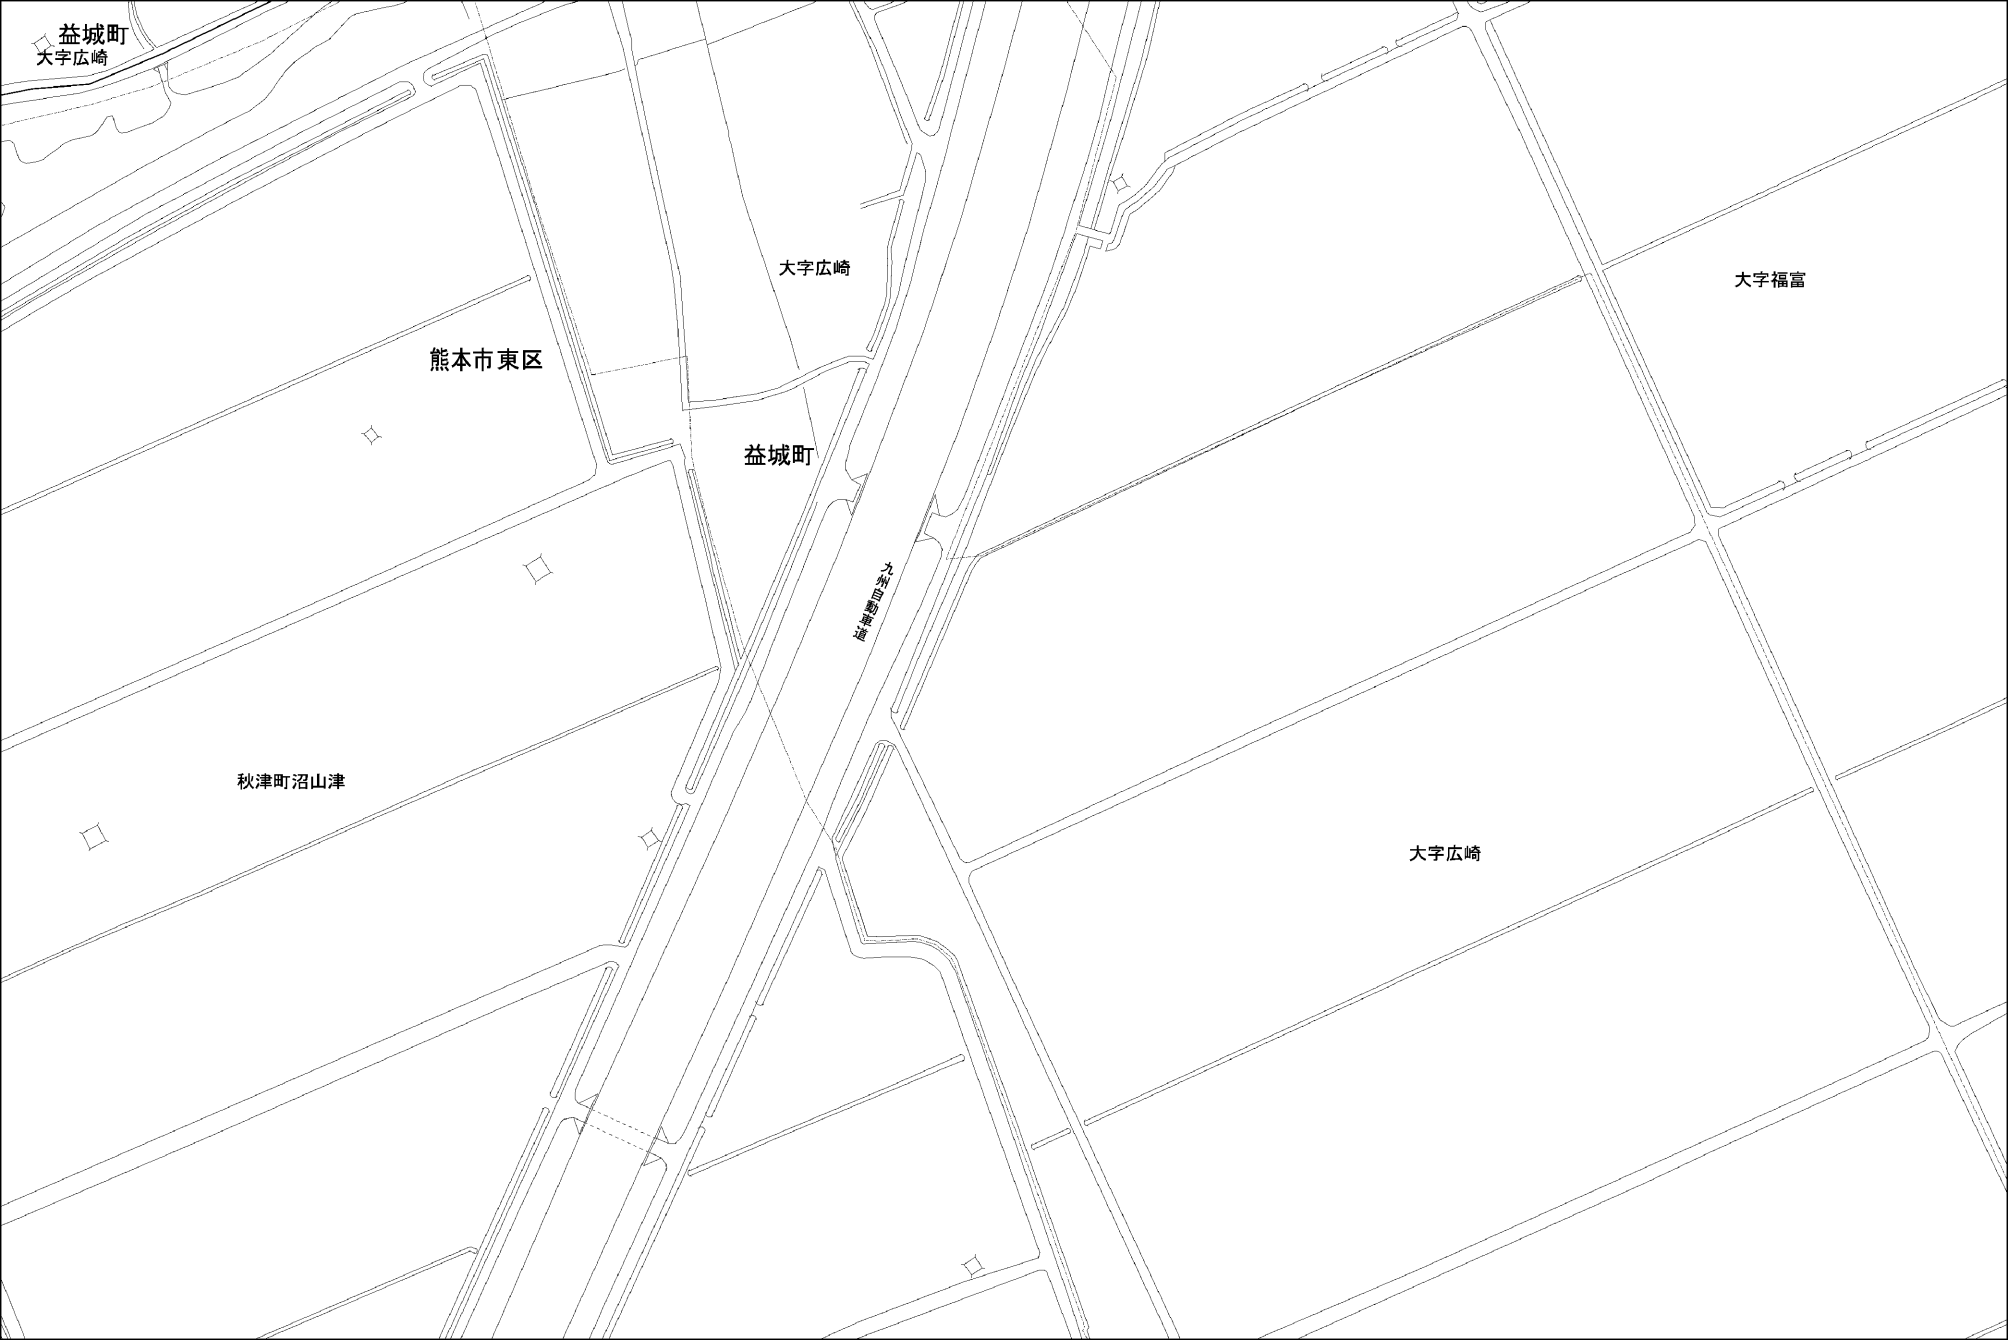 益城町
大字広崎
大字広崎
大字福富
熊本市東区
益城町
九州自動車道
秋津町沼山津
大字広崎